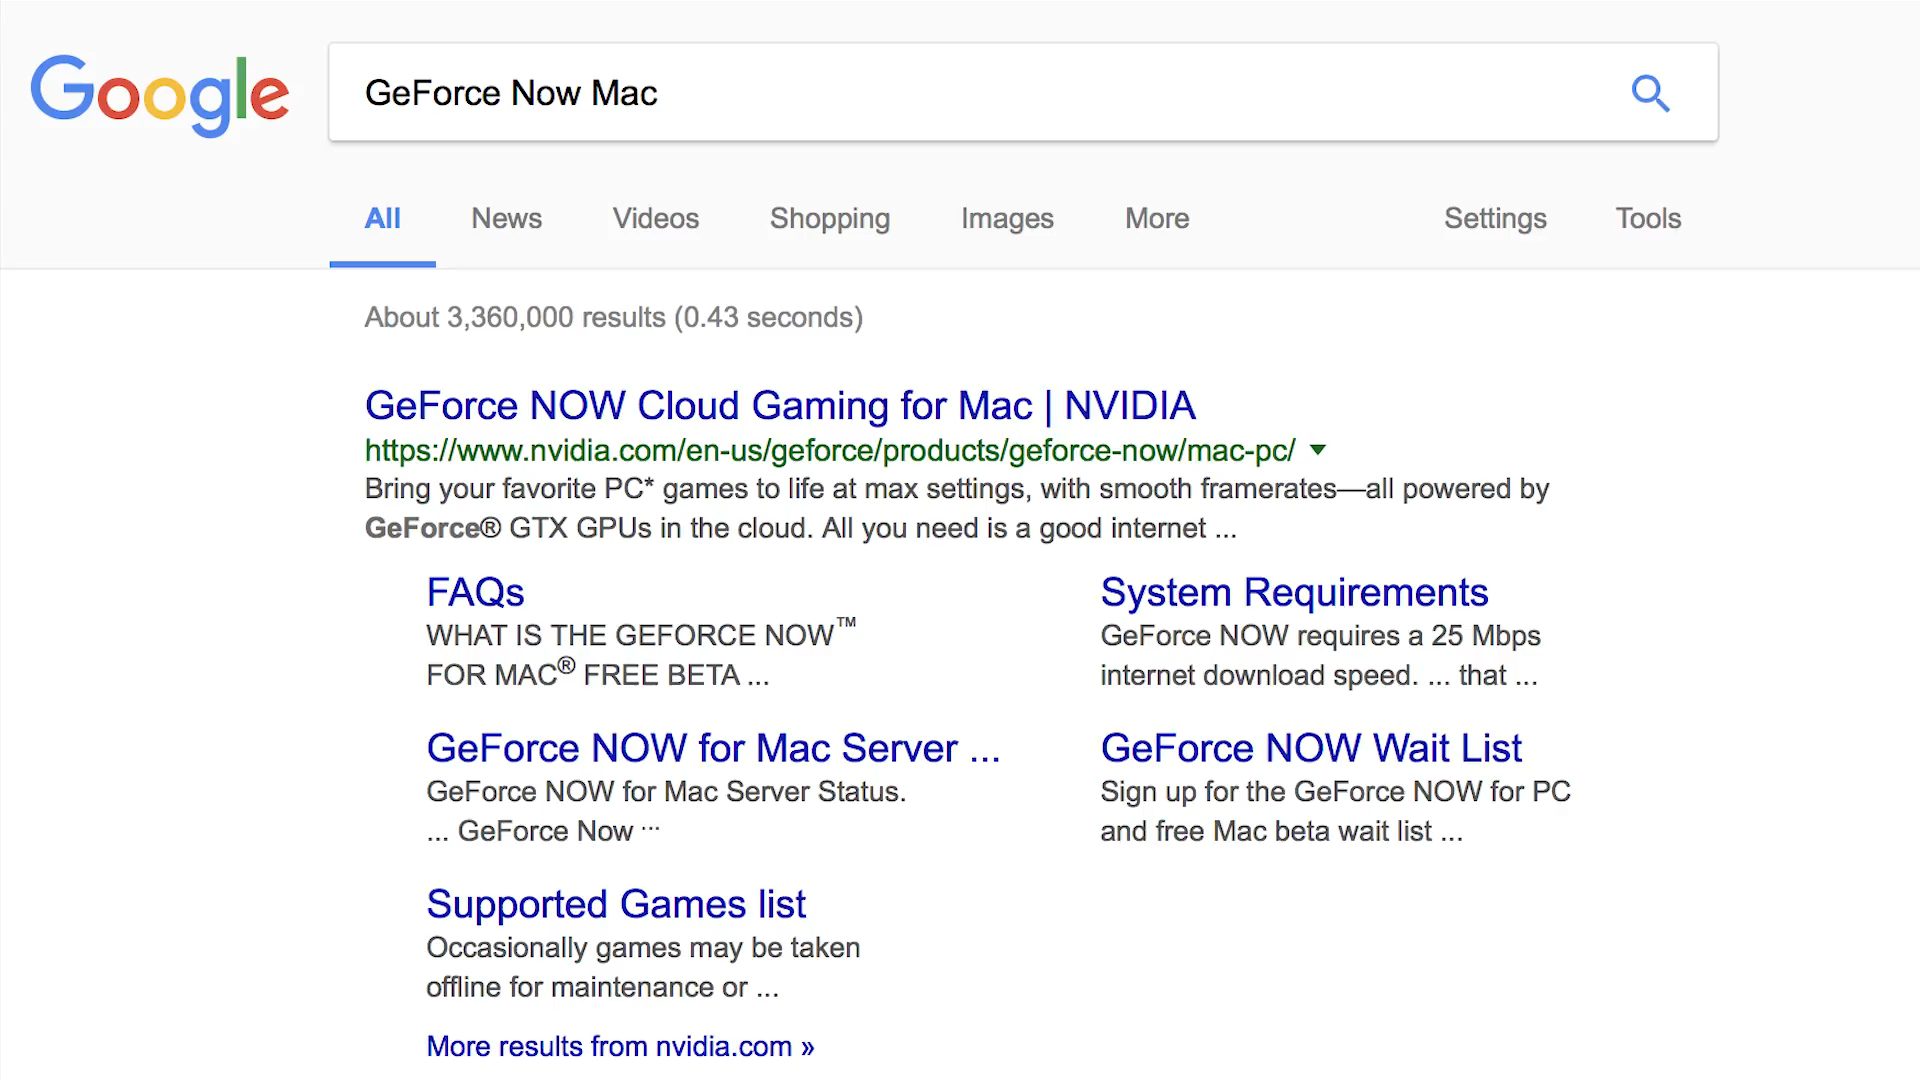 Google
GeForce Now Mac
All News Videos Shopping Images More Settings Tools
About 3,360,000 results (0.43 seconds)
GeForce NOW Cloud Gaming for Mac | NVIDIA
https://www.nvidia.com/en-us/geforce/products/geforce-now/mac-pc/
Bring your favorite PC* games to life at max settings, with smooth framerates—all powered by
GeForce® GTX GPUs in the cloud. All you need is a good internet ...
FAQs
WHAT IS THE GEFORCE NOW™
FOR MAC® FREE BETA ...
System Requirements
GeForce NOW requires a 25 Mbps
internet download speed. ... that ...
GeForce NOW for Mac Server ...
GeForce NOW for Mac Server Status.
... GeForce Now ...
GeForce NOW Wait List
Sign up for the GeForce NOW for PC
and free Mac beta wait list ...
Supported Games list
Occasionally games may be taken
offline for maintenance or ...
More results from nvidia.com »